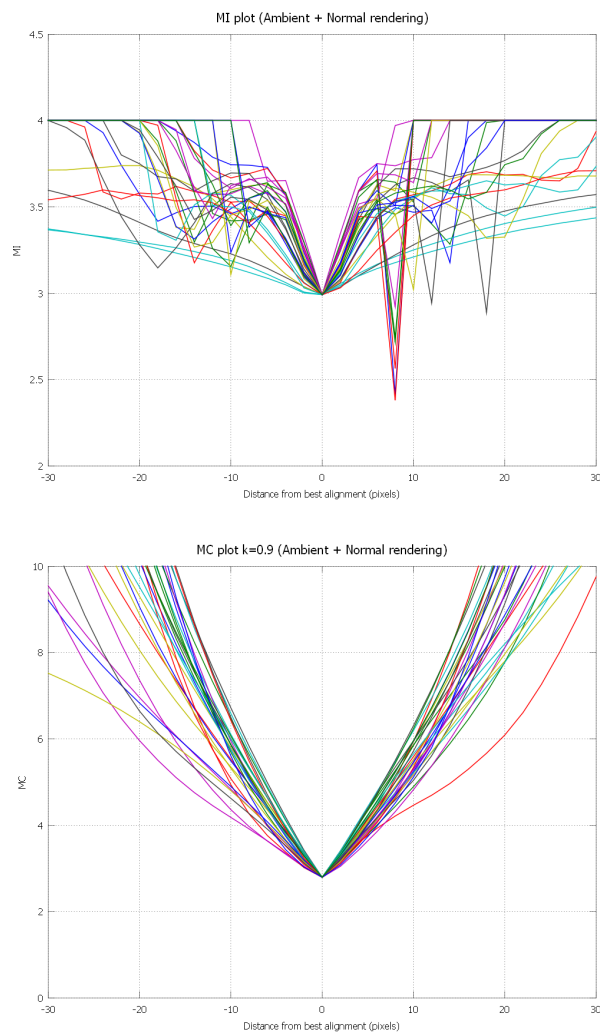 MI plot (Ambient + Normal rendering)
4.5
4
3.5
3
2.5
2
MI
-30 -20 -10 0 10 20 30
Distance from best alignment (pixels)
MC plot k=0.9 (Ambient + Normal rendering)
10
8
6
4
2
0
MC
-30 -20 -10 0 10 20 30
Distance from best alignment (pixels)